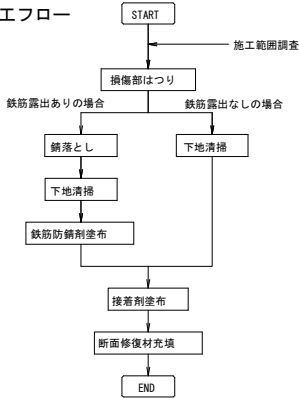 工フロー
START
施工範囲調査
損傷部はつり
鉄筋露出ありの場合
鉄筋露出なしの場合
錆落とし
下地清掃
下地清掃
鉄筋防錆剤塗布
接着剤塗布
断面修復材充填
END